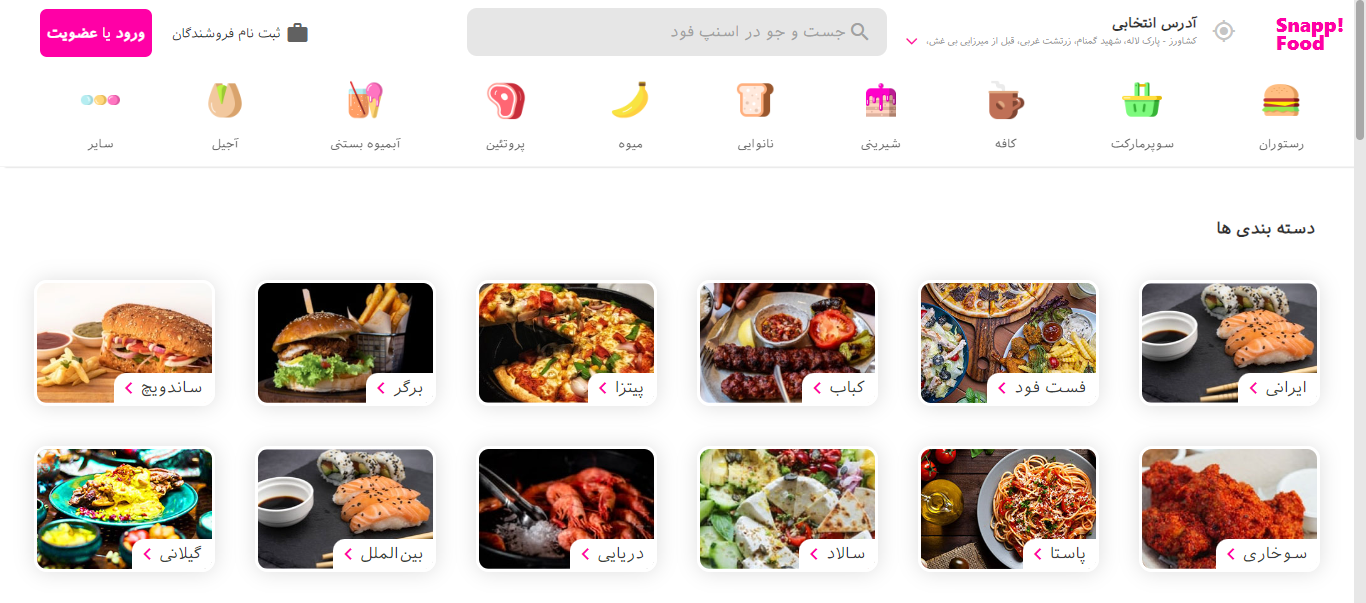 Snapp!
Food
آدرس انتخابی
کشاورز - پارک لاله، شهید گمنام، زرتشت غربی، قبل از میرزایی بی غش،
جست و جو در اسنپ فود
ثبت نام فروشندگان
ورود یا عضویت
رستوران
سوپرمارکت
کافه
شیرینی
نانوایی
میوه
پروتئین
آبمیوه بستنی
آجیل
سایر
دسته بندی ها
ایرانی
فست فود
کباب
پیتزا
برگر
ساندویچ
سوخاری
پاستا
سالاد
دریایی
بین‌الملل
گیلانی